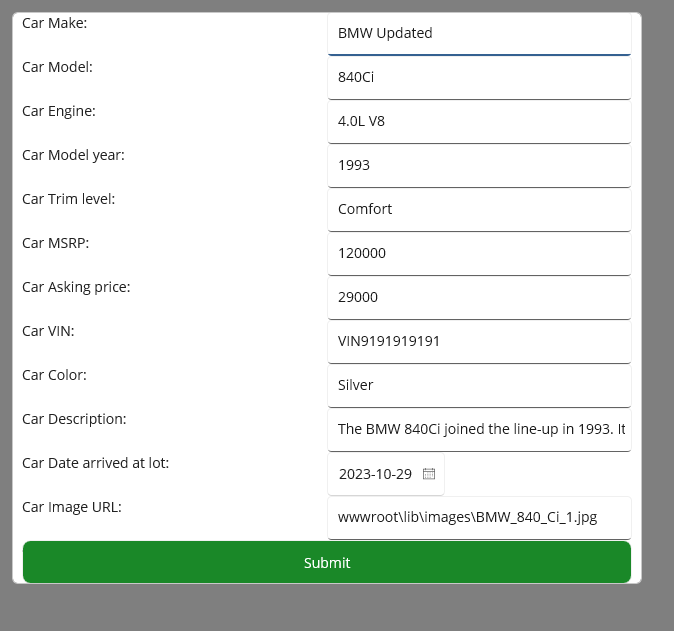 Car Make: BMW Updated
Car Model: 840Ci
Car Engine: 4.0L V8
Car Model year: 1993
Car Trim level: Comfort
Car MSRP: 120000
Car Asking price: 29000
Car VIN: VIN9191919191
Car Color: Silver
Car Description: The BMW 840Ci joined the line-up in 1993. It
Car Date arrived at lot: 2023-10-29
Car Image URL: wwwroot\lib\images\BMW_840_Ci_1.jpg
Submit